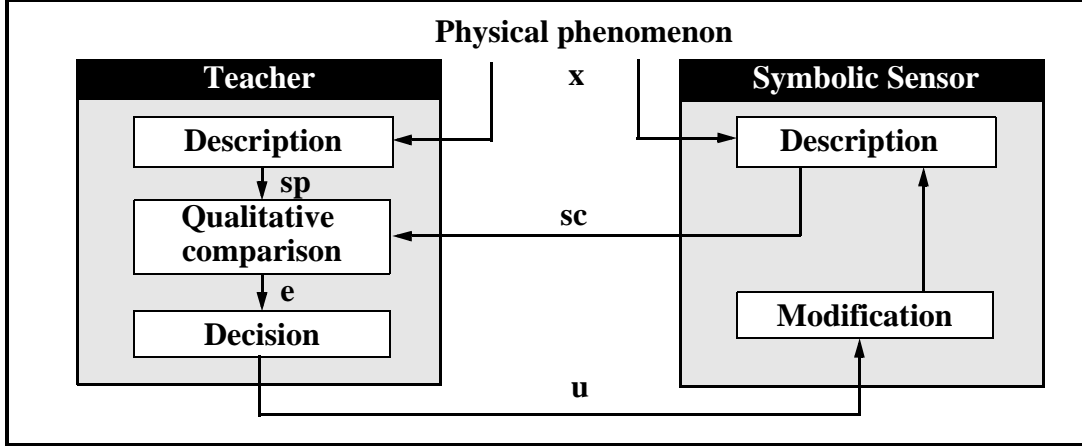 Physical phenomenon
x
Teacher
Description
sp
Qualitative
comparison
e
Decision
Symbolic Sensor
Description
sc
Modification
u